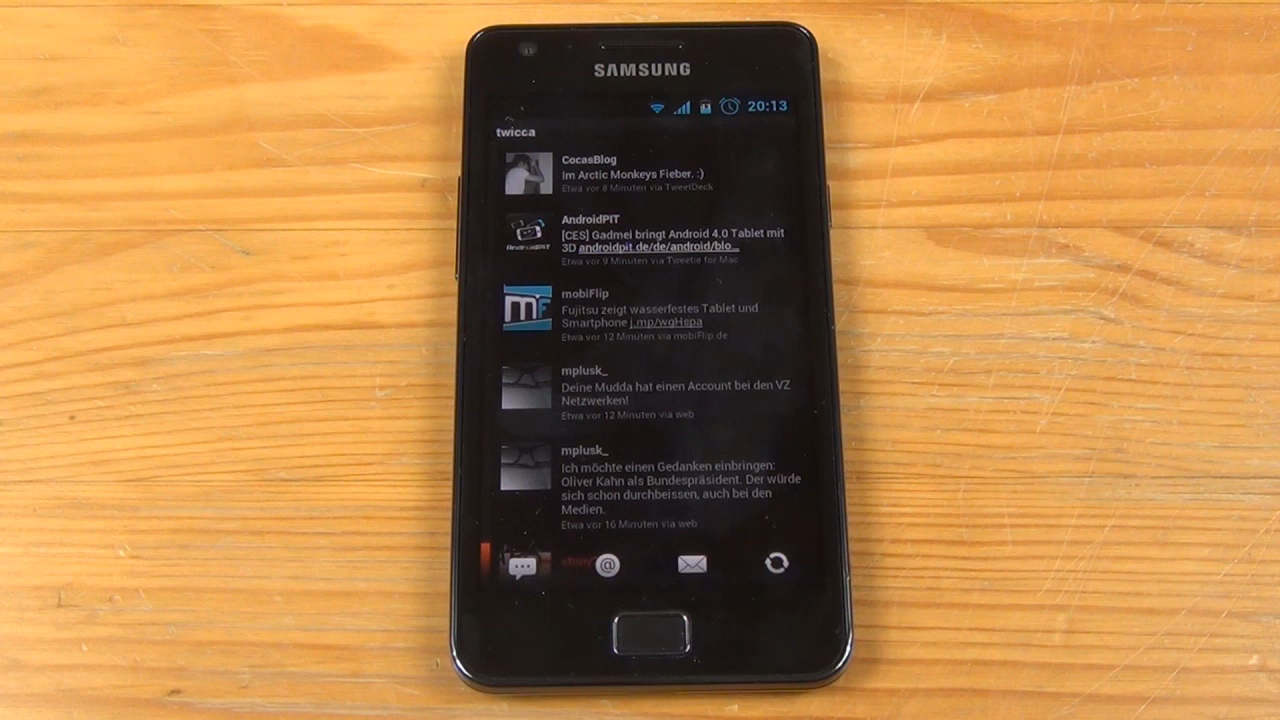 SAMSUNG
20:13
twicca
CocasBlog
Im Arctic Monkeys Fieber. :)
Etwa vor 8 Minuten via TweetDeck
AndroidPIT
AndroidPIT
[CES] Gadmei bringt Android 4.0 Tablet mit
3D androidpit.de/de/android/blo...
Etwa vor 9 Minuten via Tweetie for Mac
mobiFlip
MF
Fujitsu zeigt wasserfestes Tablet und
Smartphone j.mp/wgHepa
Etwa vor 12 Minuten via mobiFlip.de
mplusk_
Deine Mudda hat einen Account bei den VZ
Netzwerken!
Etwa vor 12 Minuten via web
mplusk_
Ich möchte einen Gedanken einbringen:
Oliver Kahn als Bundespräsident. Der würde
sich schon durchbeissen, auch bei den
Medien.
Etwa vor 16 Minuten via web
@